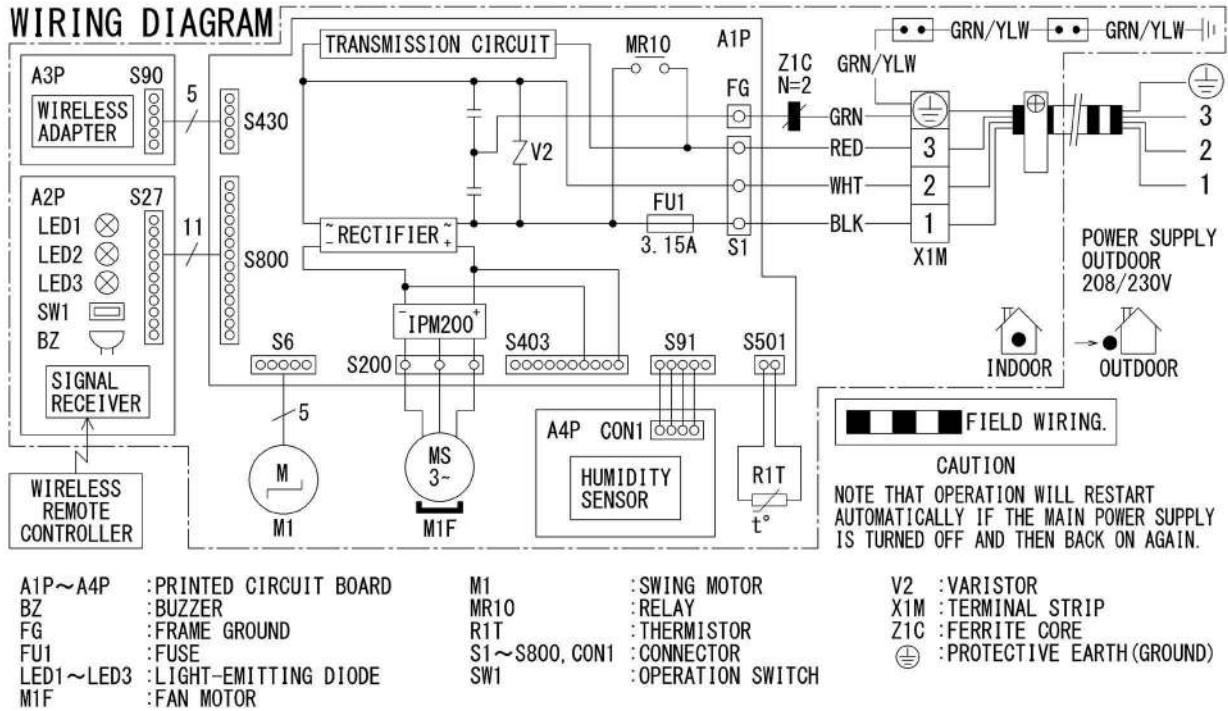 WIRING DIAGRAM
TRANSMISSION CIRCUIT
MR10
A1P
Z1C
N=2
FG
GRN/YLW
GRN/YLW
GRN/YLW
GRN
RED
WHT
BLK
3
2
1
X1M
3
2
1
A3P
S90
WIRELESS
ADAPTER
5
S430
V2
FU1
3.15A
S1
A2P
S27
LED1
LED2
LED3
SW1
BZ
11
S800
SIGNAL
RECEIVER
~
-
RECTIFIER
~
+
-
IPM200
+
S6
S200
S403
S91
S501
5
M
M1
MS
3~
M1F
A4P
CON1
HUMIDITY
SENSOR
R1T
t°
WIRELESS
REMOTE
CONTROLLER
POWER SUPPLY
OUTDOOR
208/230V
INDOOR
OUTDOOR
FIELD WIRING.
CAUTION
NOTE THAT OPERATION WILL RESTART
AUTOMATICALLY IF THE MAIN POWER SUPPLY
IS TURNED OFF AND THEN BACK ON AGAIN.
A1P~A4P :PRINTED CIRCUIT BOARD
BZ :BUZZER
FG :FRAME GROUND
FU1 :FUSE
LED1~LED3 :LIGHT-EMITTING DIODE
M1F :FAN MOTOR
M1 :SWING MOTOR
MR10 :RELAY
R1T :THERMISTOR
S1~S800, CON1 :CONNECTOR
SW1 :OPERATION SWITCH
V2 :VARISTOR
X1M :TERMINAL STRIP
Z1C :FERRITE CORE
:PROTECTIVE EARTH(GROUND)